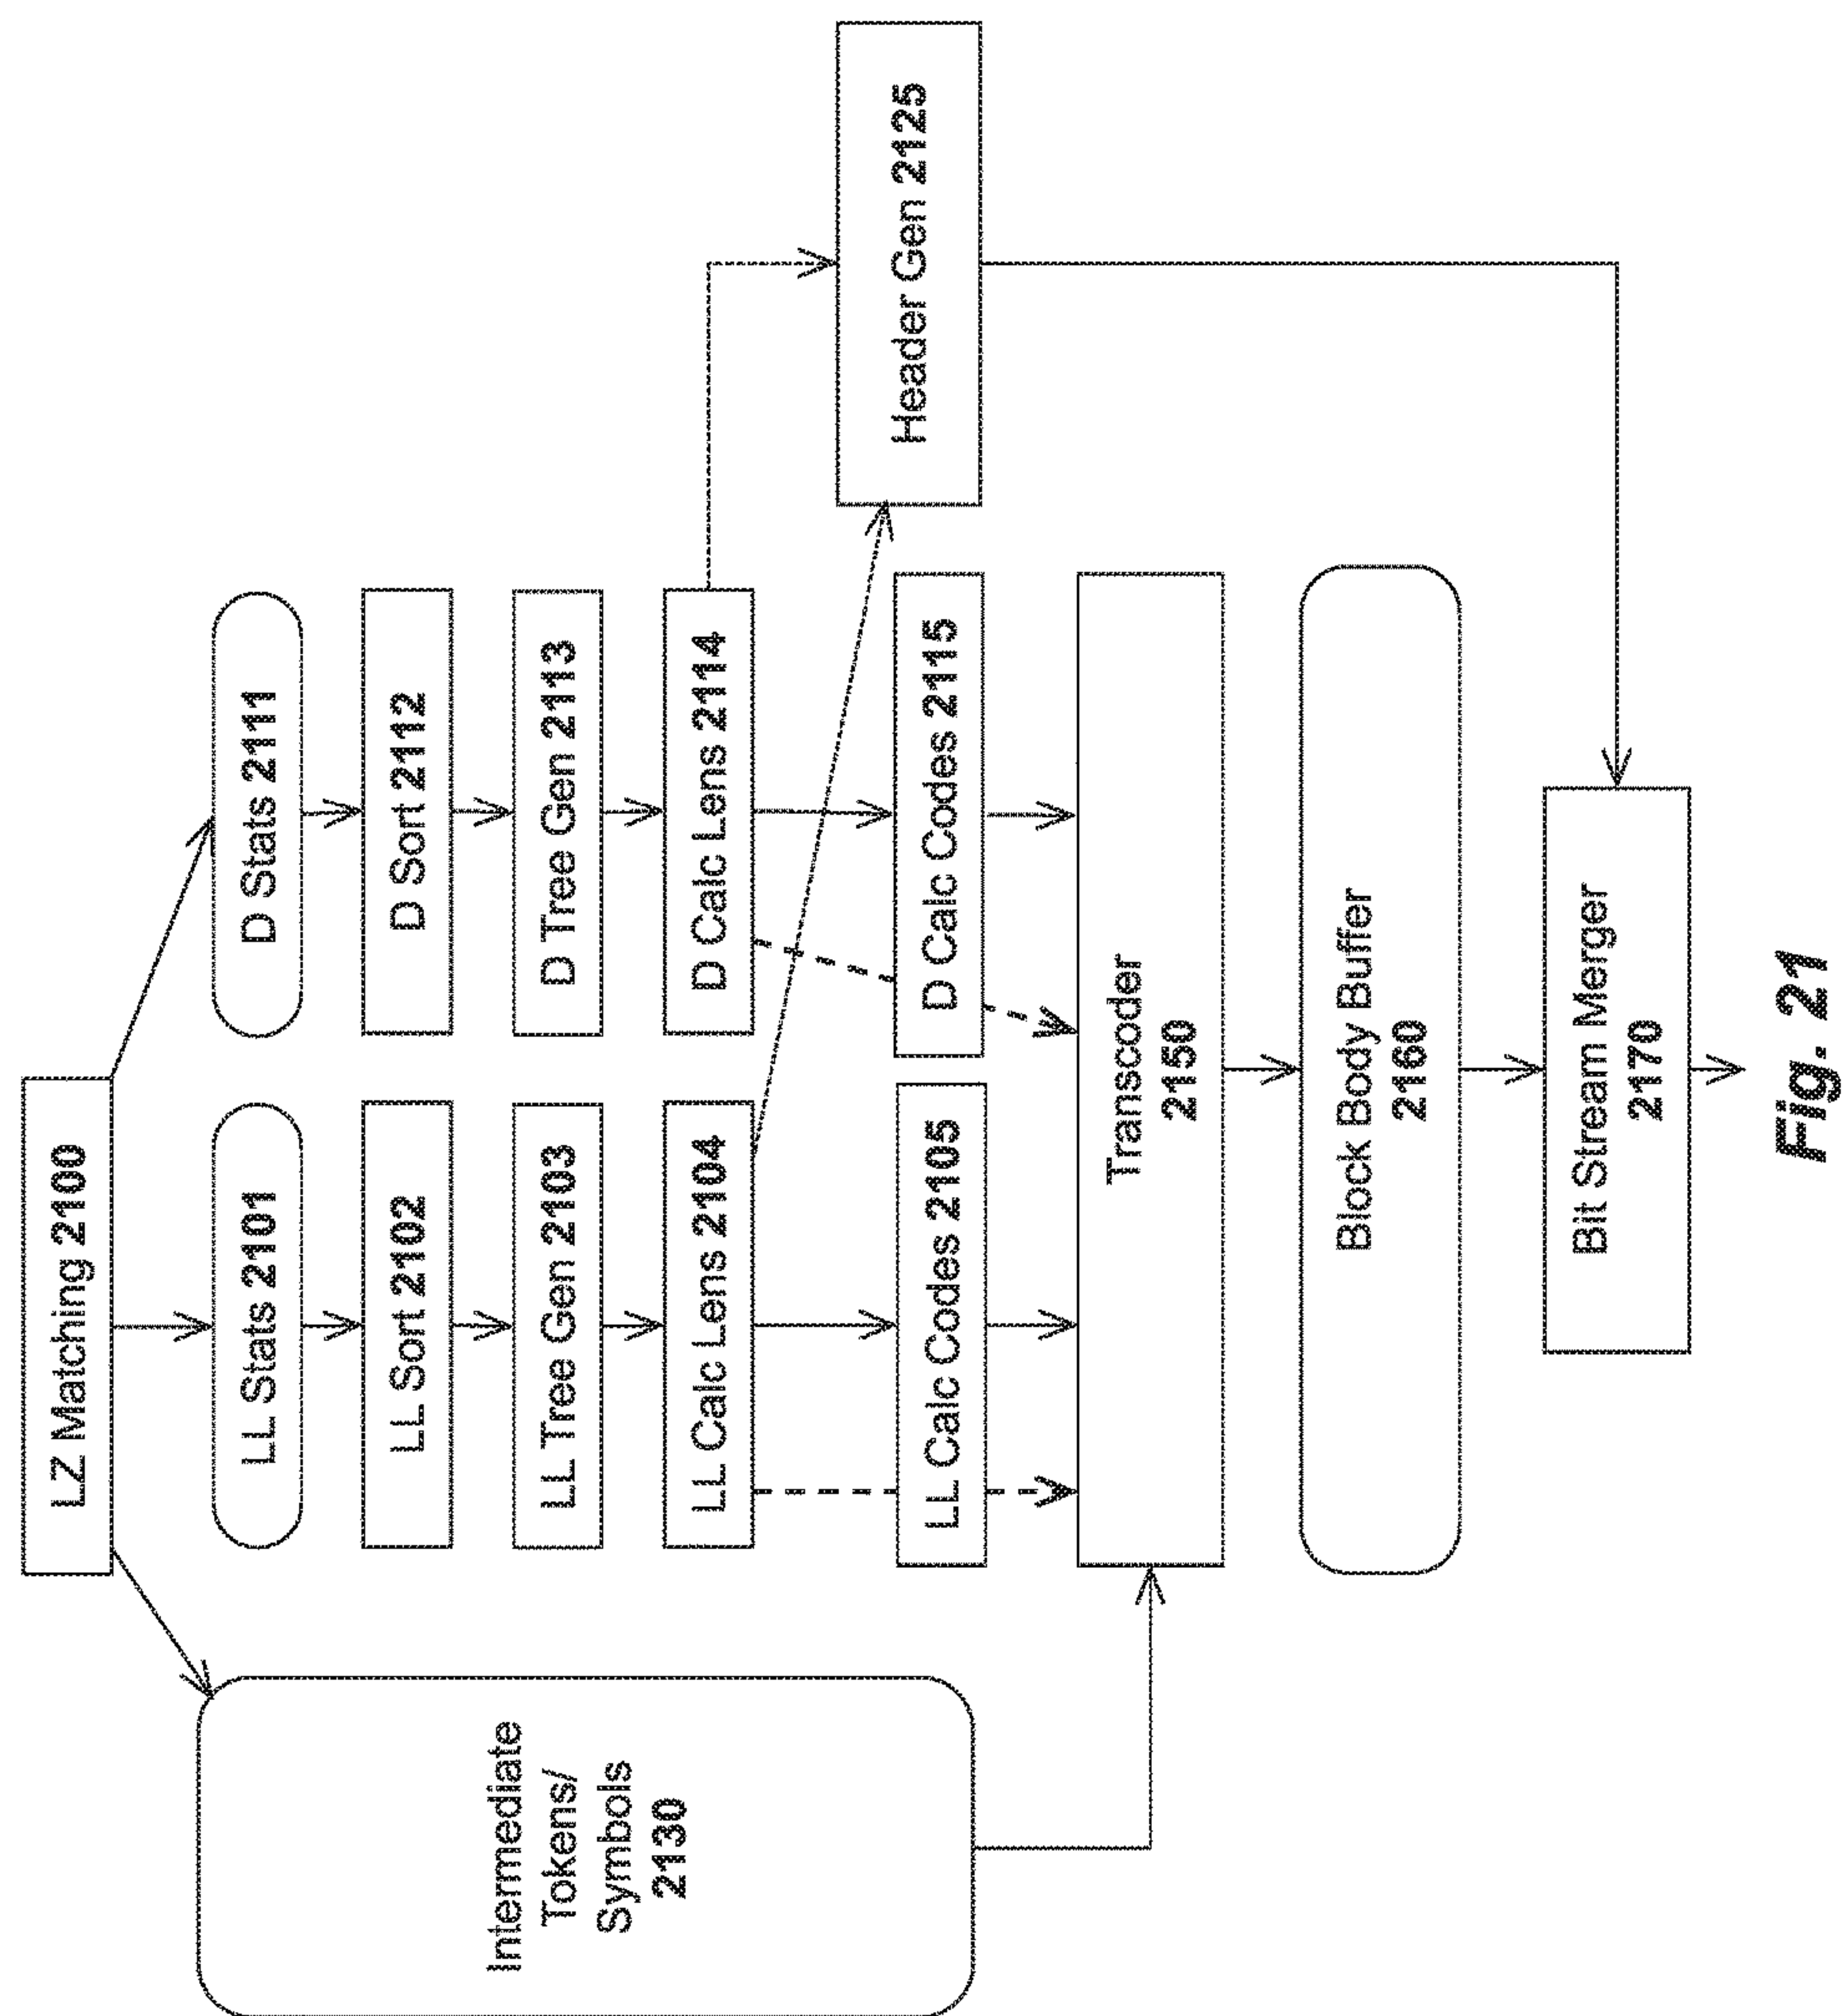 LZ Matching 2100
Intermediate
Tokens/
Symbols
2130
LL Stats 2101
D Stats 2111
LL Sort 2102
D Sort 2112
LL Tree Gen 2103
D Tree Gen 2113
LL Calc Lens 2104
D Calc Lens 2114
Header Gen 2125
LL Calc Codes 2105
D Calc Codes 2115
Transcoder
2150
Block Body Buffer
2160
Bit Stream Merger
2170
Fig. 21